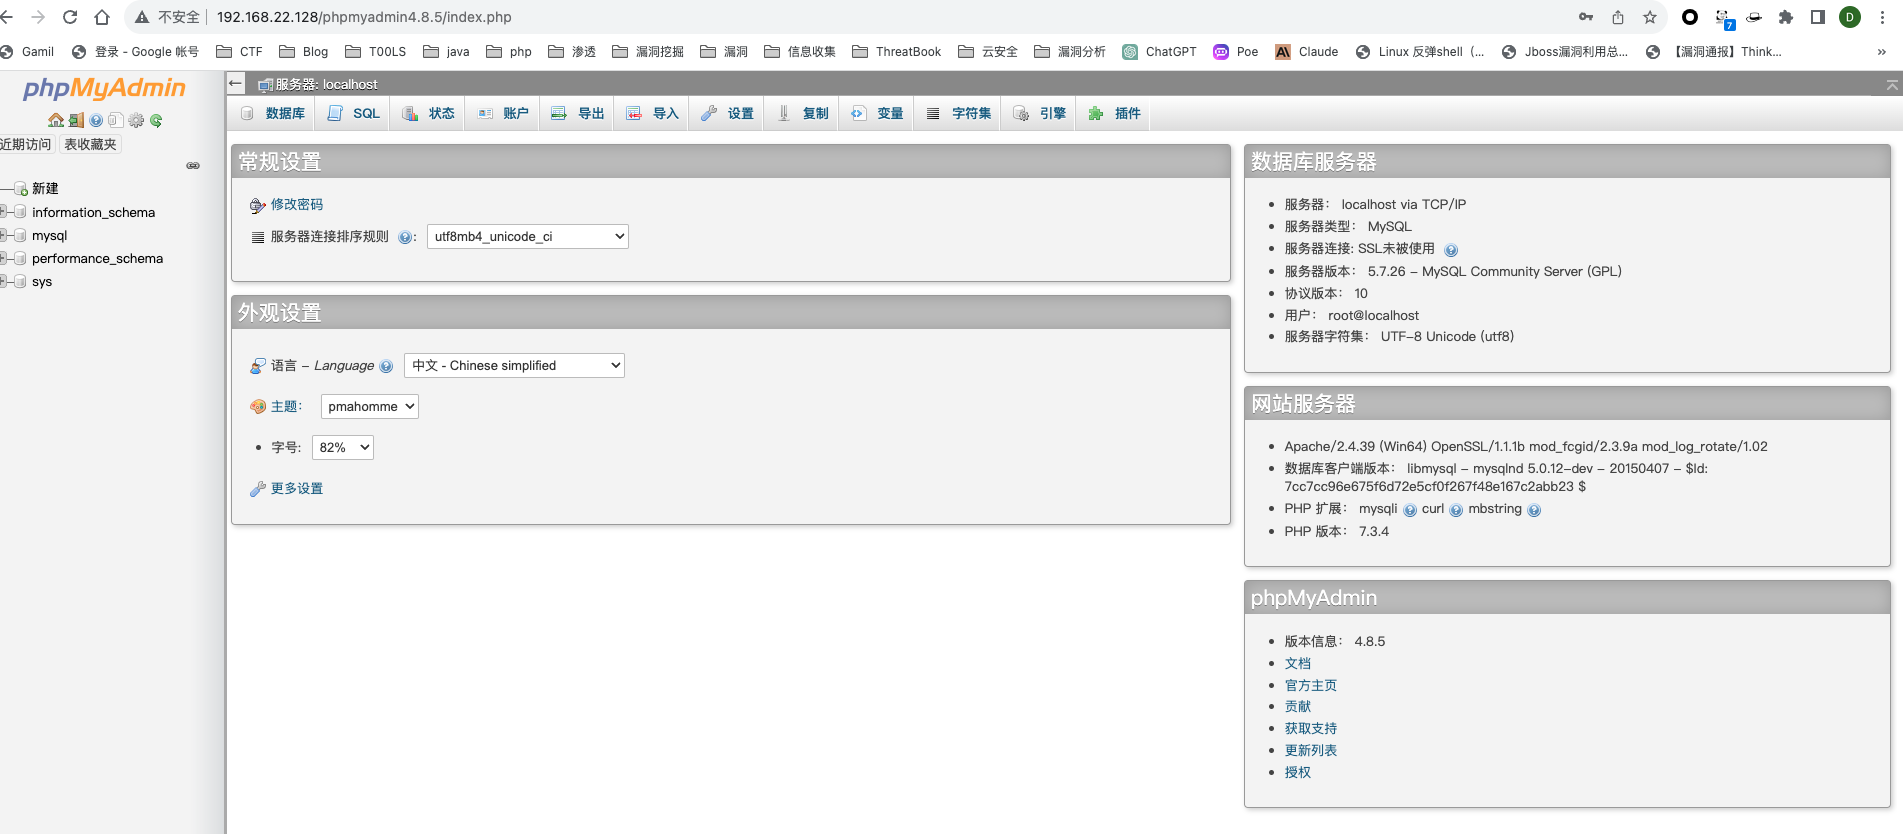 不安全 192.168.22.128/phpmyadmin4.8.5/index.php
7
D
Gamil 登录 - Google 帐号 CTF Blog T00LS java php 渗透 漏洞挖掘 漏洞 信息收集 ThreatBook 云安全 漏洞分析 ChatGPT Poe Claude Linux 反弹shell（... Jboss漏洞利用总... 【漏洞通报】Think... »
phpMyAdmin
近期访问 表收藏夹
新建
information_schema
mysql
performance_schema
sys
服务器: localhost
数据库 SQL 状态 账户 导出 导入 设置 复制 变量 字符集 引擎 插件
常规设置
修改密码
服务器连接排序规则 : utf8mb4_unicode_ci
外观设置
语言 - Language 中文 - Chinese simplified
主题： pmahomme
字号: 82%
更多设置
数据库服务器
服务器： localhost via TCP/IP
服务器类型： MySQL
服务器连接: SSL未被使用
服务器版本： 5.7.26 - MySQL Community Server (GPL)
协议版本： 10
用户： root@localhost
服务器字符集： UTF-8 Unicode (utf8)
网站服务器
Apache/2.4.39 (Win64) OpenSSL/1.1.1b mod_fcgid/2.3.9a mod_log_rotate/1.02
数据库客户端版本： libmysql - mysqlnd 5.0.12-dev - 20150407 - $Id:
7cc7cc96e675f6d72e5cf0f267f48e167c2abb23 $
PHP 扩展： mysqli curl mbstring
PHP 版本： 7.3.4
phpMyAdmin
版本信息： 4.8.5
文档
官方主页
贡献
获取支持
更新列表
授权